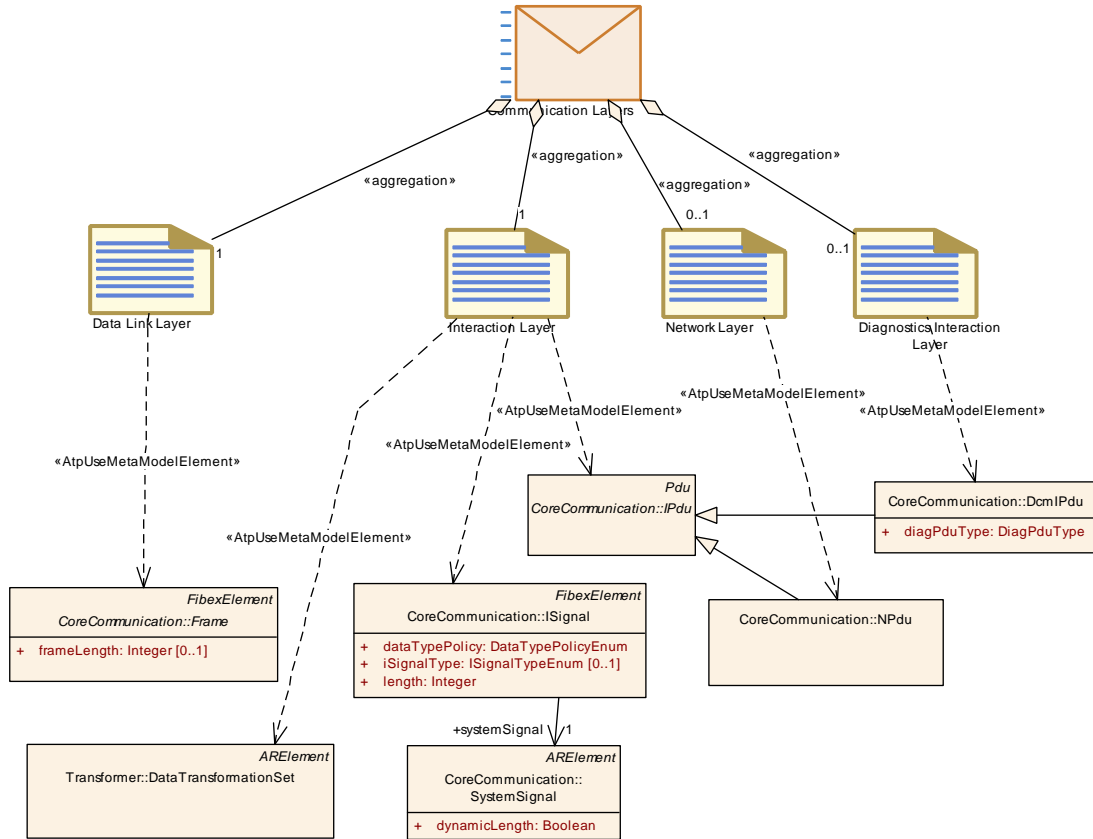 Communication Layers
«aggregation»
«aggregation»
«aggregation»
«aggregation»
1
1
0..1
0..1
Data Link Layer
Interaction Layer
Network Layer
Diagnostics Interaction
Layer
«AtpUseMetaModelElement»
«AtpUseMetaModelElement»
«AtpUseMetaModelElement»
«AtpUseMetaModelElement»
«AtpUseMetaModelElement»
«AtpUseMetaModelElement»
Pdu
CoreCommunication::IPdu
CoreCommunication::DcmIPdu
+ diagPduType: DiagPduType
FibexElement
CoreCommunication::Frame
+ frameLength: Integer [0..1]
FibexElement
CoreCommunication::ISignal
+ dataTypePolicy: DataTypePolicyEnum
+ iSignalType: ISignalTypeEnum [0..1]
+ length: Integer
CoreCommunication::NPdu
+systemSignal
1
ARElement
Transformer::DataTransformationSet
ARElement
CoreCommunication::
SystemSignal
+ dynamicLength: Boolean